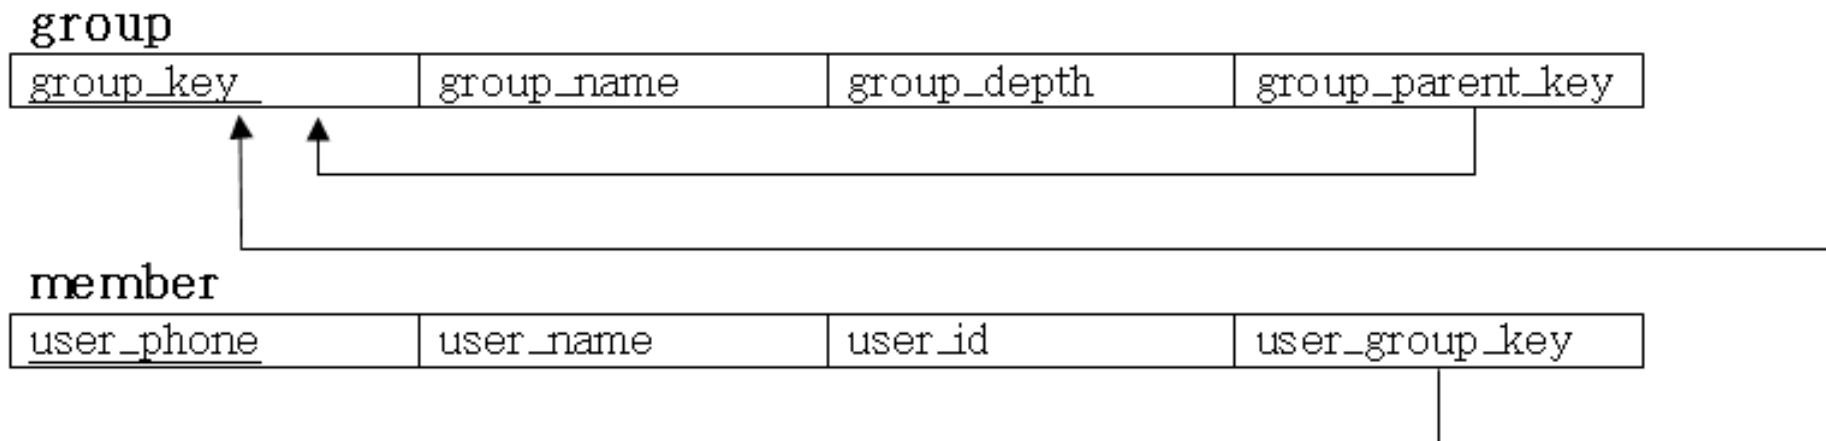 group
group_key group_name group_depth group_parent_key
member
user_phone user_name user_id user_group_key